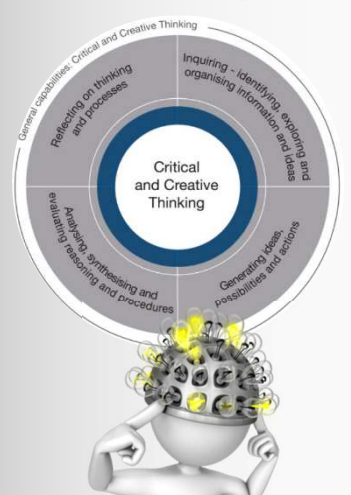 General capabilities: Critical and Creative Thinking
Reflecting on thinking
and processes
Inquiring - identifying, exploring and
organising information and ideas
Critical
and Creative
Thinking
Analysing, synthesising and
evaluating reasoning and procedures
Generating ideas,
possibilities and actions